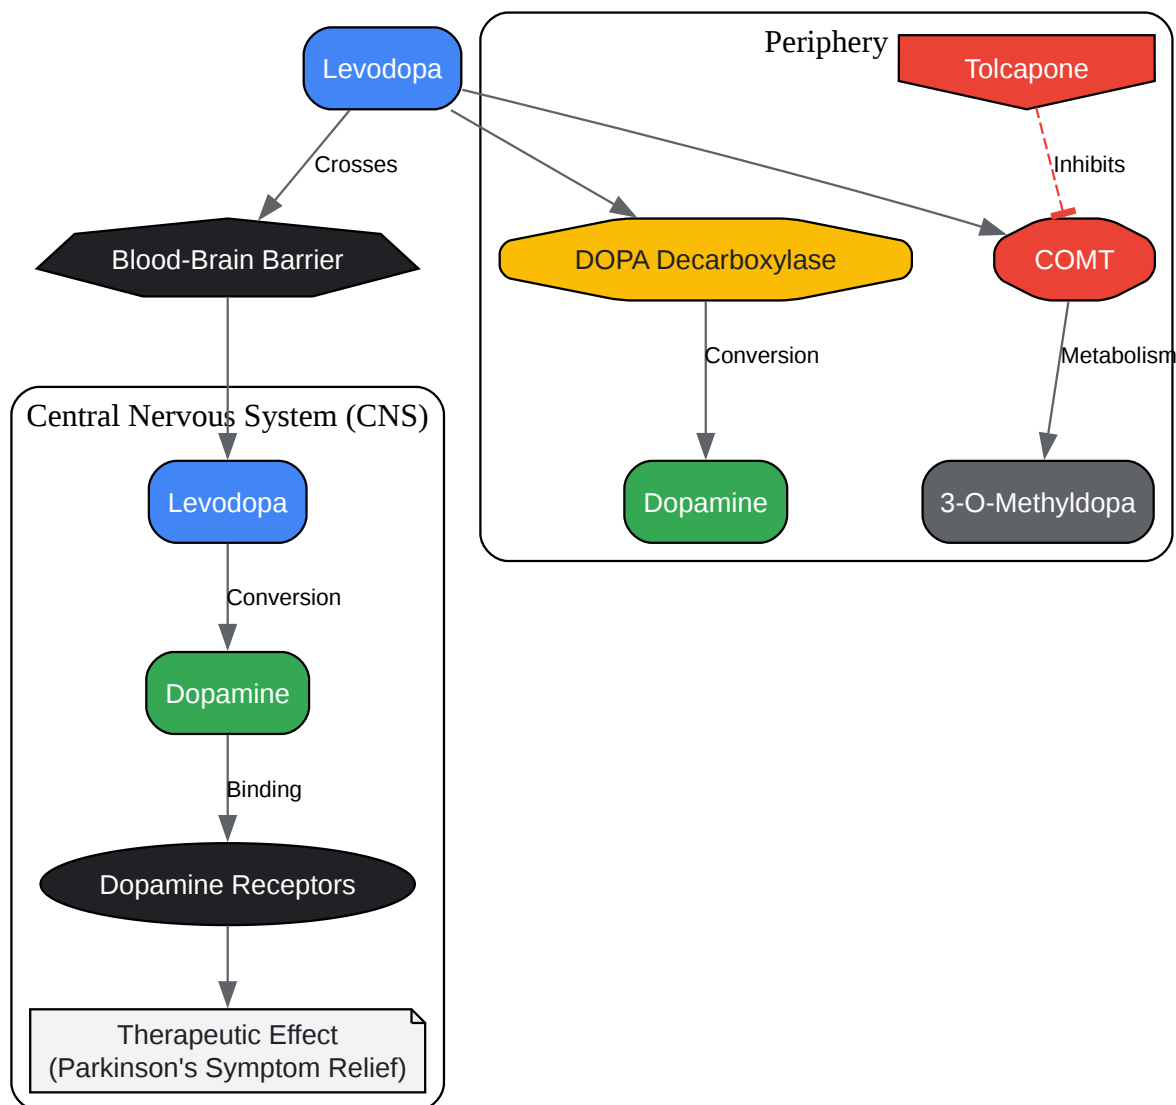 Levodopa
Periphery
Tolcapone
Crosses
Inhibits
Blood-Brain Barrier
DOPA Decarboxylase
COMT
Conversion
Metabolism
Central Nervous System (CNS)
Levodopa
Dopamine
3-O-Methyldopa
Conversion
Dopamine
Binding
Dopamine Receptors
Therapeutic Effect
(Parkinson's Symptom Relief)